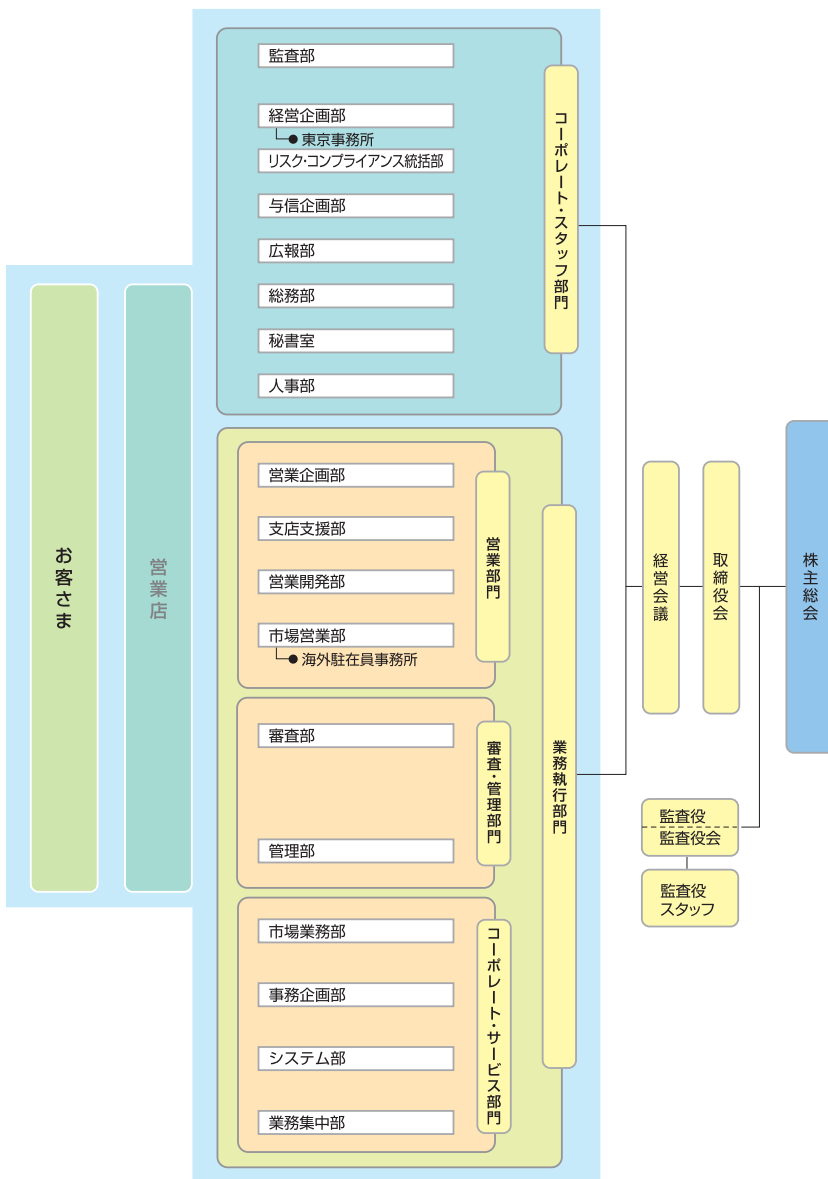 監査部
経営企画部
東京事務所
リスク・コンプライアンス統括部
与信企画部
広報部
総務部
秘書室
人事部
コーポレート・スタッフ部門
お客さま
営業店
営業企画部
支店支援部
営業開発部
市場営業部
海外駐在員事務所
営業部門
審査部
管理部
審査・管理部門
市場業務部
事務企画部
システム部
業務集中部
コーポレート・サービス部門
業務執行部門
経営会議
取締役会
株主総会
監査役
監査役会
監査役
スタッフ